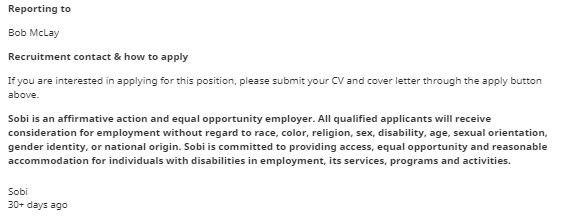 Reporting to
Bob McLay
Recruitment contact & how to apply
If you are interested in applying for this position, please submit your CV and cover letter through the apply button
above.
Sobi is an affirmative action and equal opportunity employer. All qualified applicants will receive
consideration for employment without regard to race, color, religion, sex, disability, age, sexual orientation,
gender identity, or national origin. Sobi is committed to providing access, equal opportunity and reasonable
accommodation for individuals with disabilities in employment, its services, programs and activities.
Sobi
30+ days ago